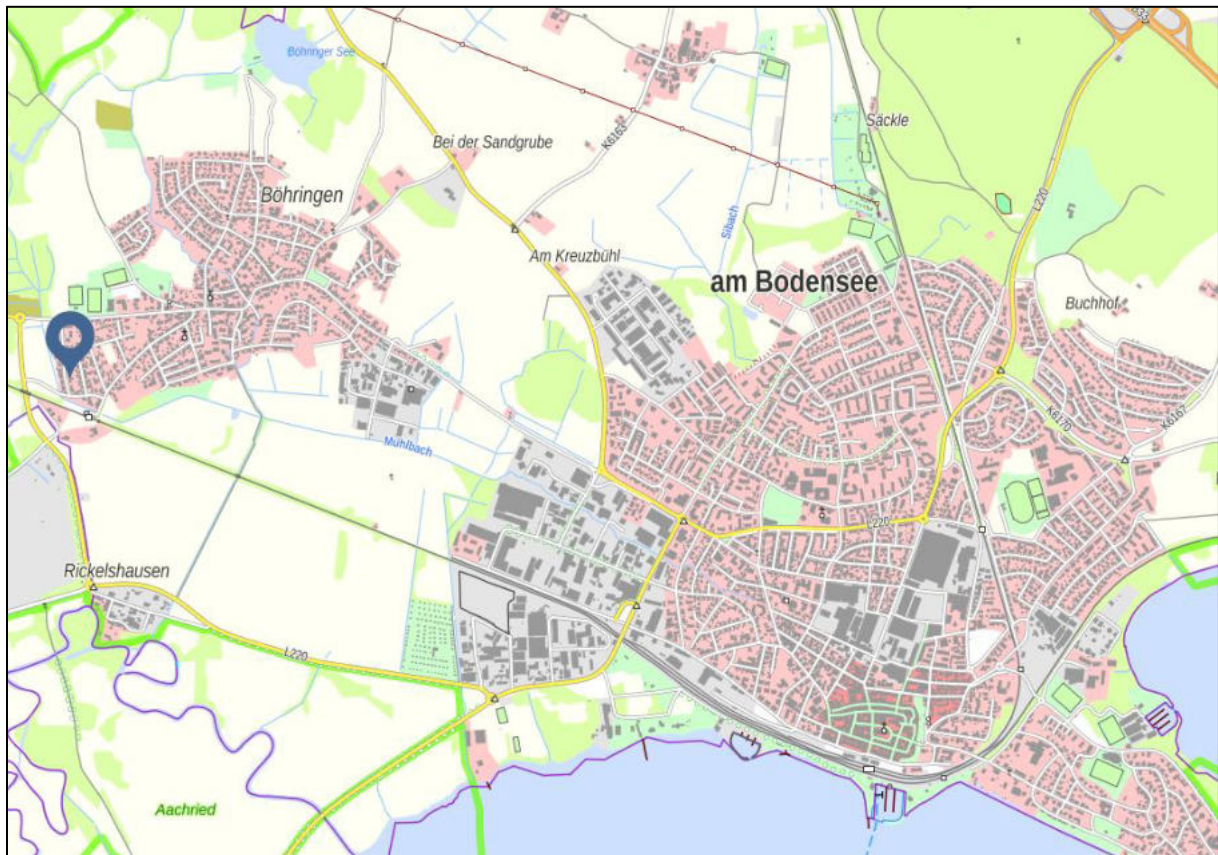 Böhringer See
Bei der Sandgrube
K6163
Säckle
Böhringen
Sibach
L220
Am Kreuzbühl
am Bodensee
Buchhof
Mühlbach
K6170
K6167
L220
Rickelshausen
L220
Aachried